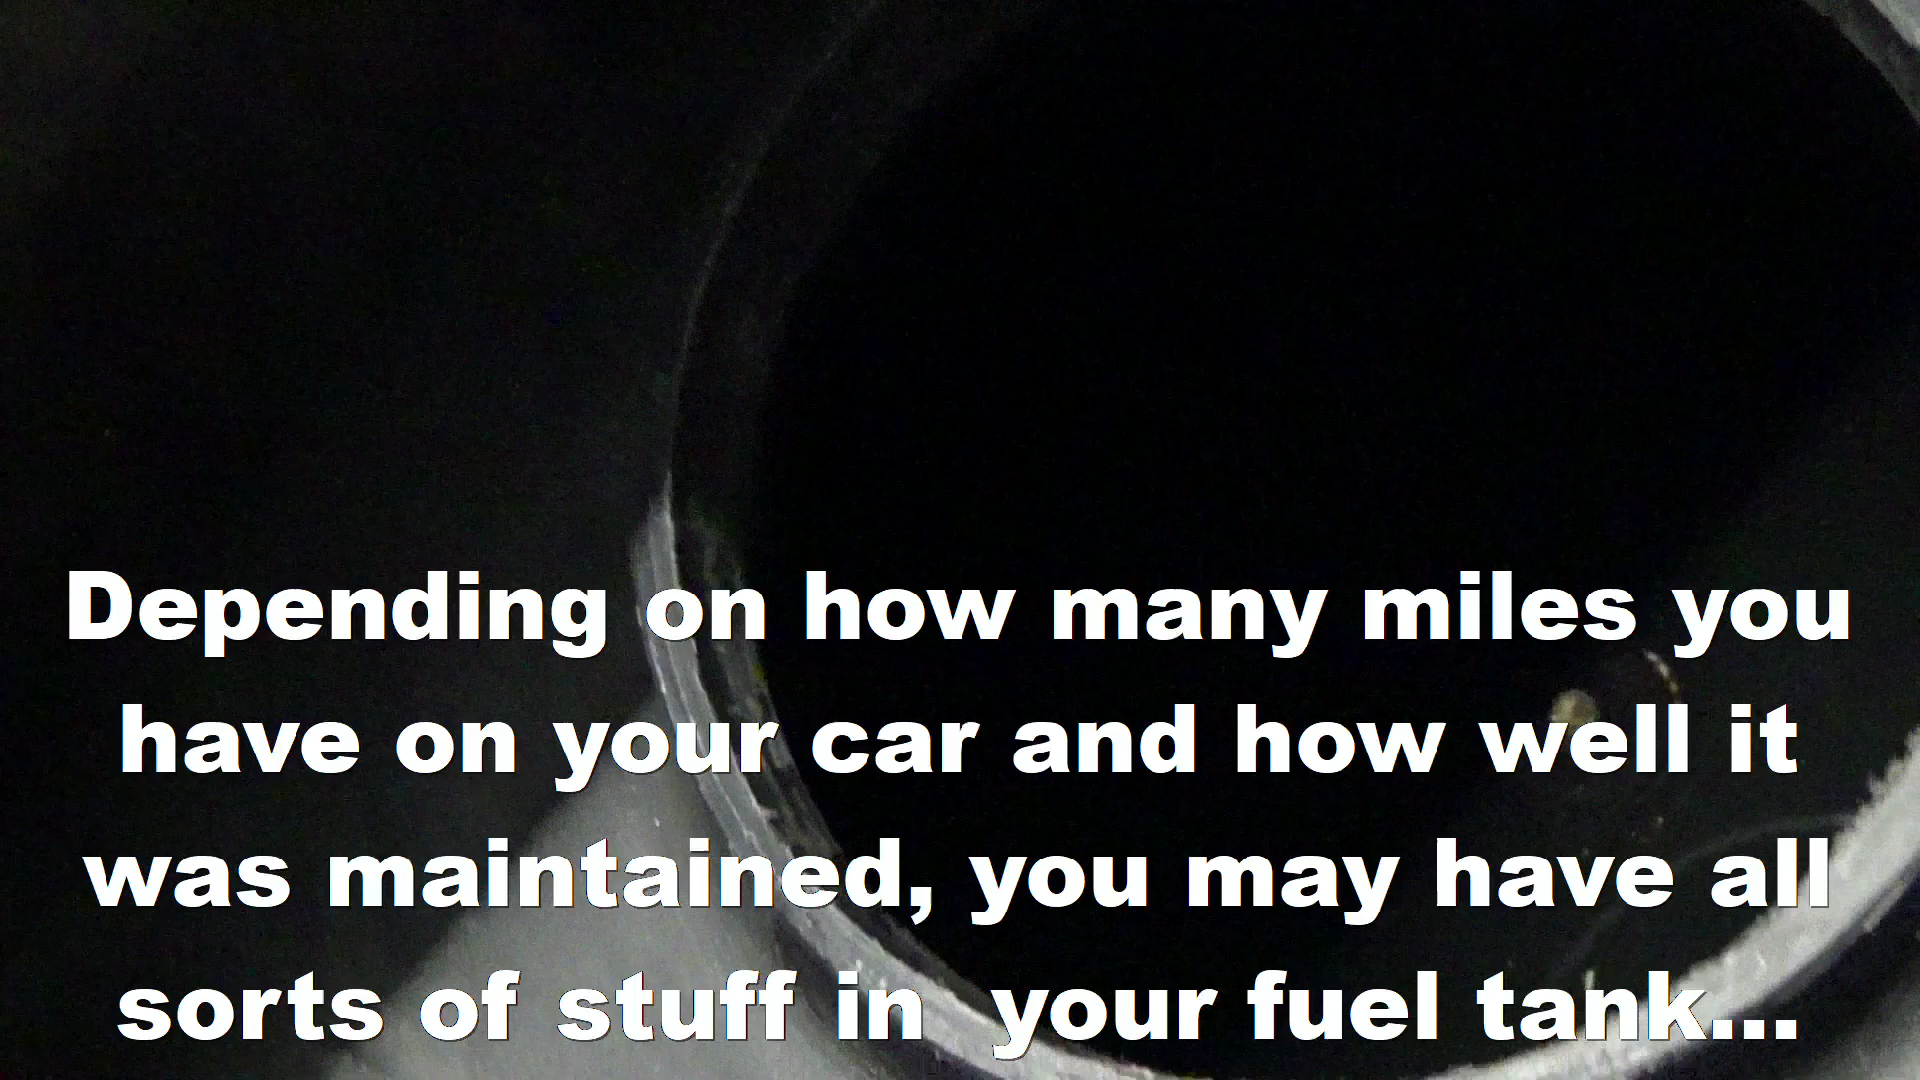 Depending on how many miles you
have on your car and how well it
was maintained, you may have all
sorts of stuff in  your fuel tank...